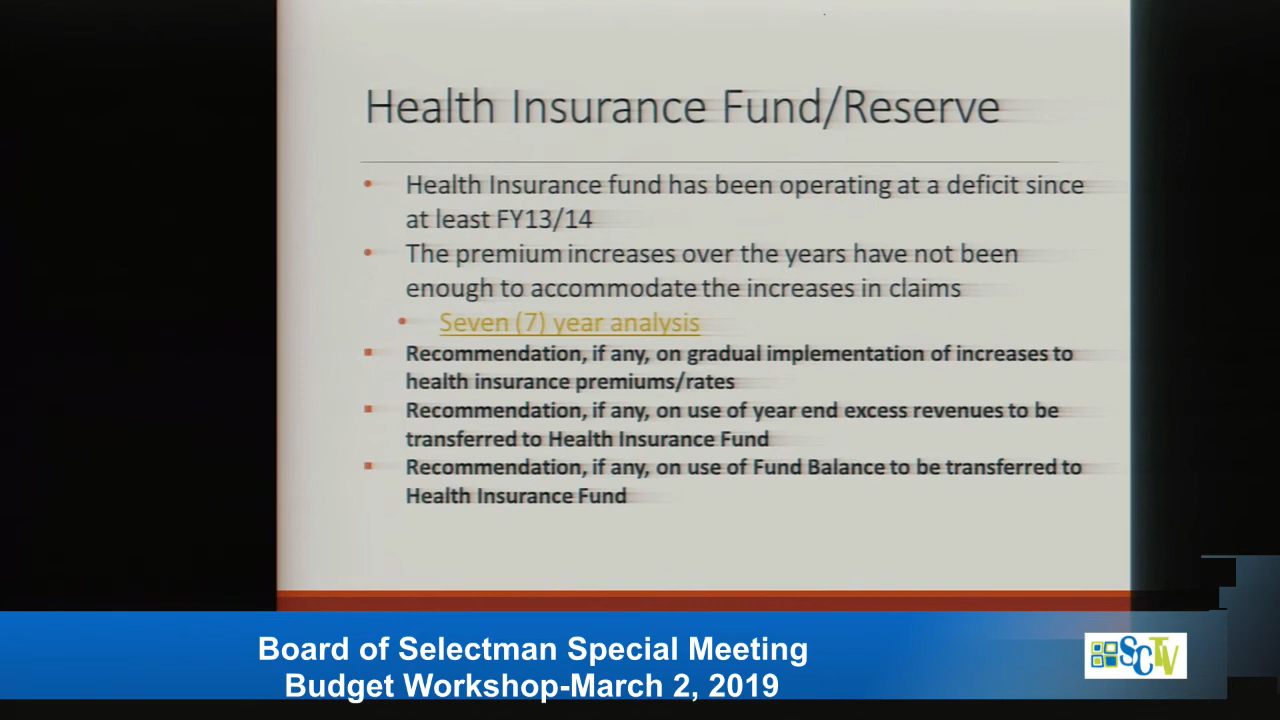 Health Insurance Fund/Reserve
• Health Insurance fund has been operating at a deficit since
at least FY13/14
• The premium increases over the years have not been
enough to accommodate the increases in claims
• Seven (7) year analysis
▪ Recommendation, if any, on gradual implementation of increases to
health insurance premiums/rates
▪ Recommendation, if any, on use of year end excess revenues to be
transferred to Health Insurance Fund
▪ Recommendation, if any, on use of Fund Balance to be transferred to
Health Insurance Fund
Board of Selectman Special Meeting
Budget Workshop-March 2, 2019
SCTV